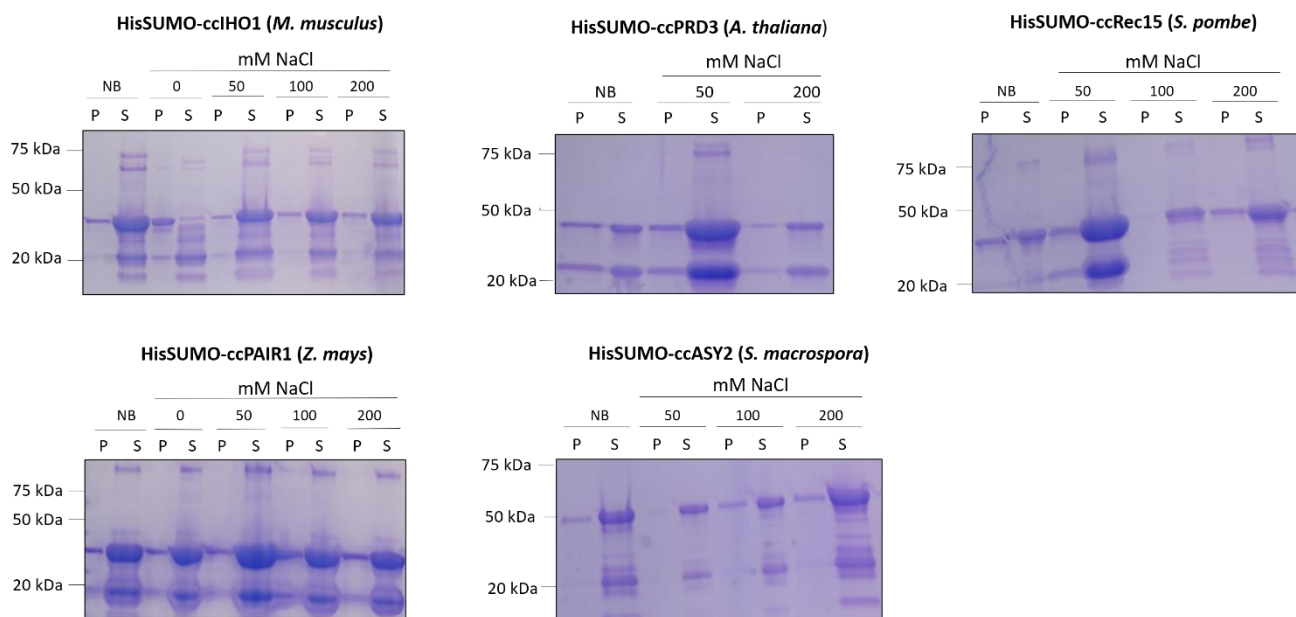 HisSUMO-ccIHO1 (M. musculus)
mM NaCl
NB 0 50 100 200
P S P S P S P S P S
75 kDa
50 kDa
20 kDa
HisSUMO-ccPRD3 (A. thaliana)
mM NaCl
NB 50 200
P S P S P S
75 kDa
50 kDa
20 kDa
HisSUMO-ccRec15 (S. pombe)
mM NaCl
NB 50 100 200
P S P S P S P S
75 kDa
50 kDa
20 kDa
HisSUMO-ccPAIR1 (Z. mays)
mM NaCl
NB 0 50 100 200
P S P S P S P S P S
75 kDa
50 kDa
20 kDa
HisSUMO-ccASY2 (S. macrospora)
mM NaCl
NB 50 100 200
P S P S P S P S
75 kDa
50 kDa
20 kDa